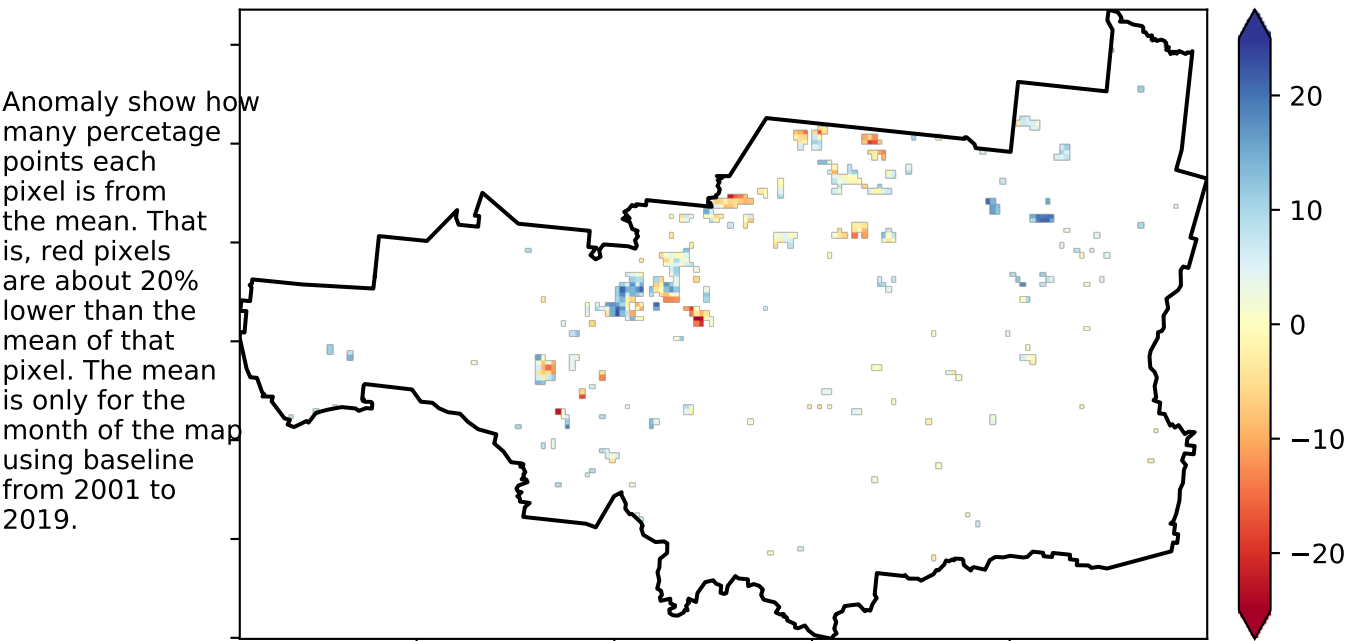 Anomaly show how
many percetage
points each
pixel is from
the mean. That
is, red pixels
are about 20%
lower than the
mean of that
pixel. The mean
is only for the
month of the map
using baseline
from 2001 to
2019.
20
10
0
−10
−20